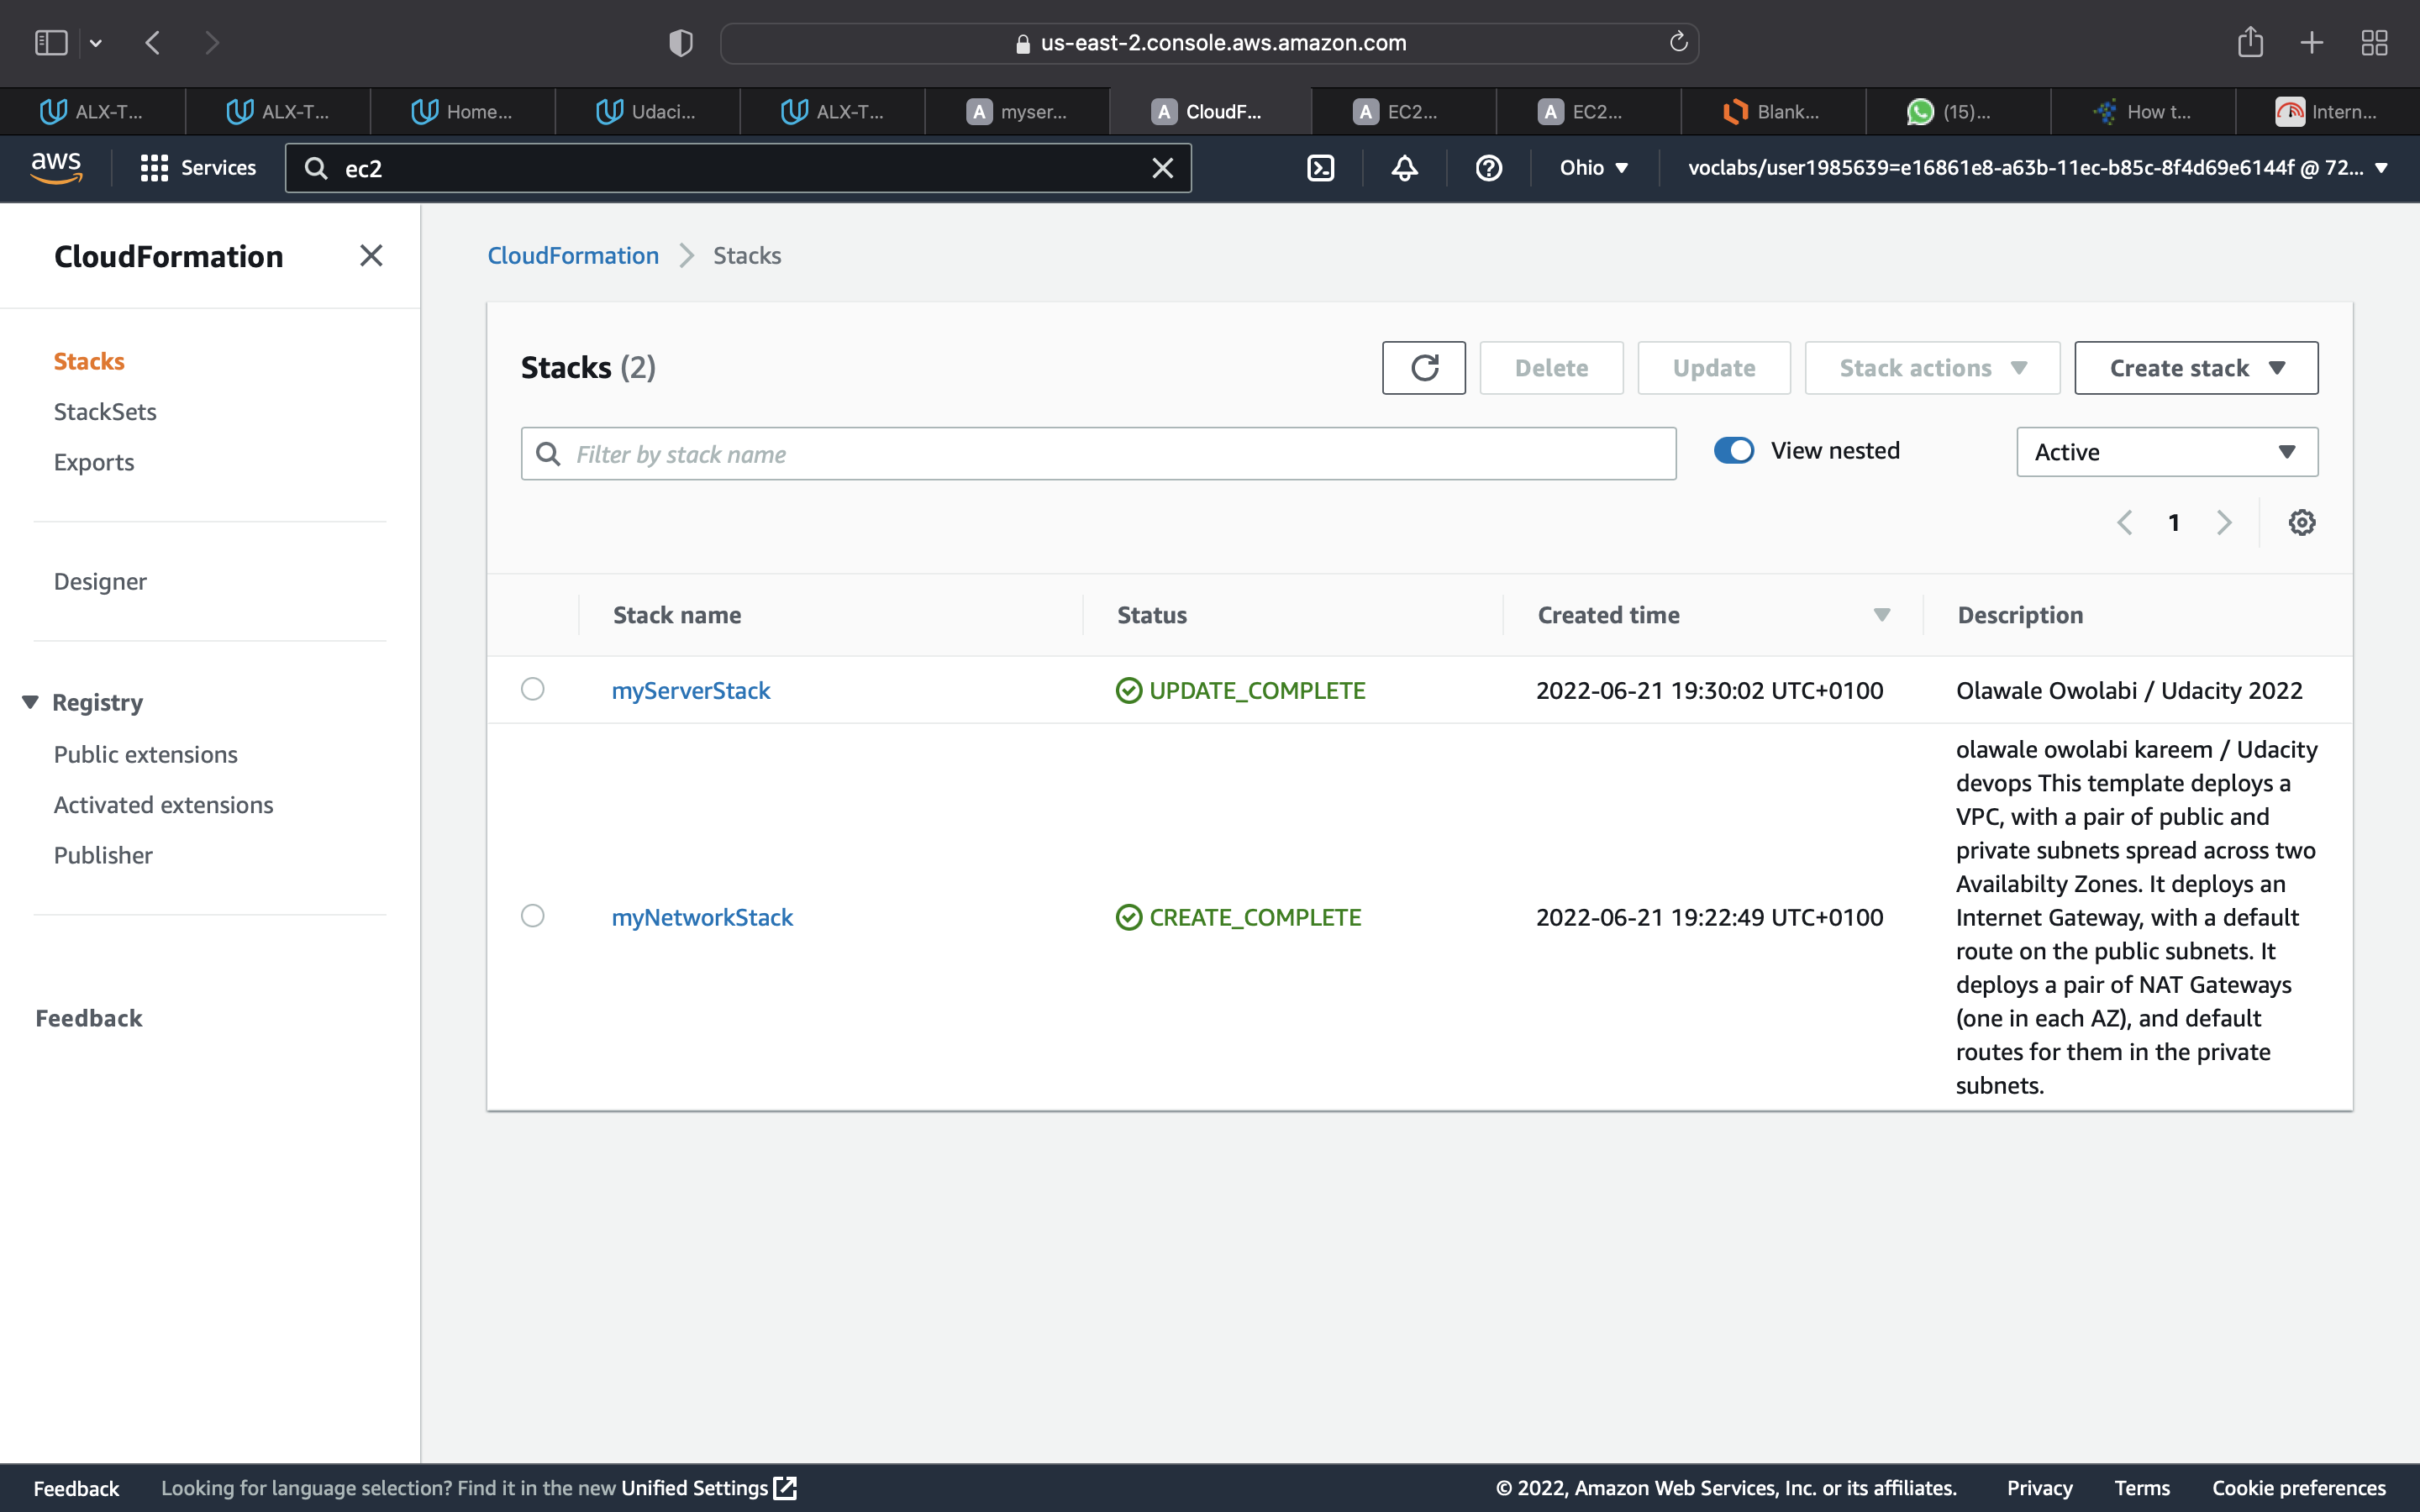 us-east-2.console.aws.amazon.com
ALX-T...
ALX-T...
Home...
Udaci...
ALX-T...
A myser...
A CloudF...
A EC2...
A EC2...
Blank...
(15)...
How t...
Intern...
aws
Services
ec2
Ohio
voclabs/user1985639=e16861e8-a63b-11ec-b85c-8f4d69e6144f @ 72...
CloudFormation
Stacks
StackSets
Exports
Designer
Registry
Public extensions
Activated extensions
Publisher
Feedback
CloudFormation
Stacks
Stacks (2)
Delete
Update
Stack actions
Create stack
Filter by stack name
View nested
Active
1
Stack name
Status
Created time
Description
myServerStack
UPDATE_COMPLETE
2022-06-21 19:30:02 UTC+0100
Olawale Owolabi / Udacity 2022
myNetworkStack
CREATE_COMPLETE
2022-06-21 19:22:49 UTC+0100
olawale owolabi kareem / Udacity
devops This template deploys a
VPC, with a pair of public and
private subnets spread across two
Availabilty Zones. It deploys an
Internet Gateway, with a default
route on the public subnets. It
deploys a pair of NAT Gateways
(one in each AZ), and default
routes for them in the private
subnets.
Feedback
Looking for language selection? Find it in the new Unified Settings
© 2022, Amazon Web Services, Inc. or its affiliates.
Privacy
Terms
Cookie preferences